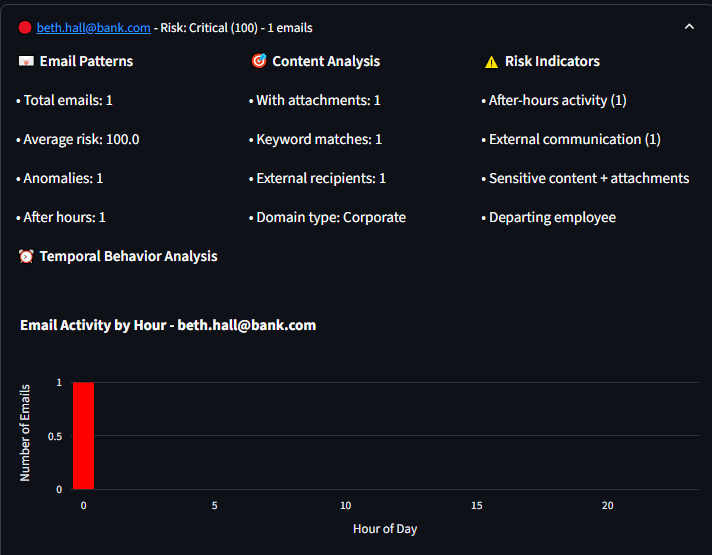 beth.hall@bank.com - Risk: Critical (100) - 1 emails
Email Patterns
Content Analysis
Risk Indicators
• Total emails: 1
• With attachments: 1
• After-hours activity (1)
• Average risk: 100.0
• Keyword matches: 1
• External communication (1)
• Anomalies: 1
• External recipients: 1
• Sensitive content + attachments
• After hours: 1
• Domain type: Corporate
• Departing employee
Temporal Behavior Analysis
Email Activity by Hour - beth.hall@bank.com
Number of Emails
1
0.5
0
0
5
10
15
20
Hour of Day